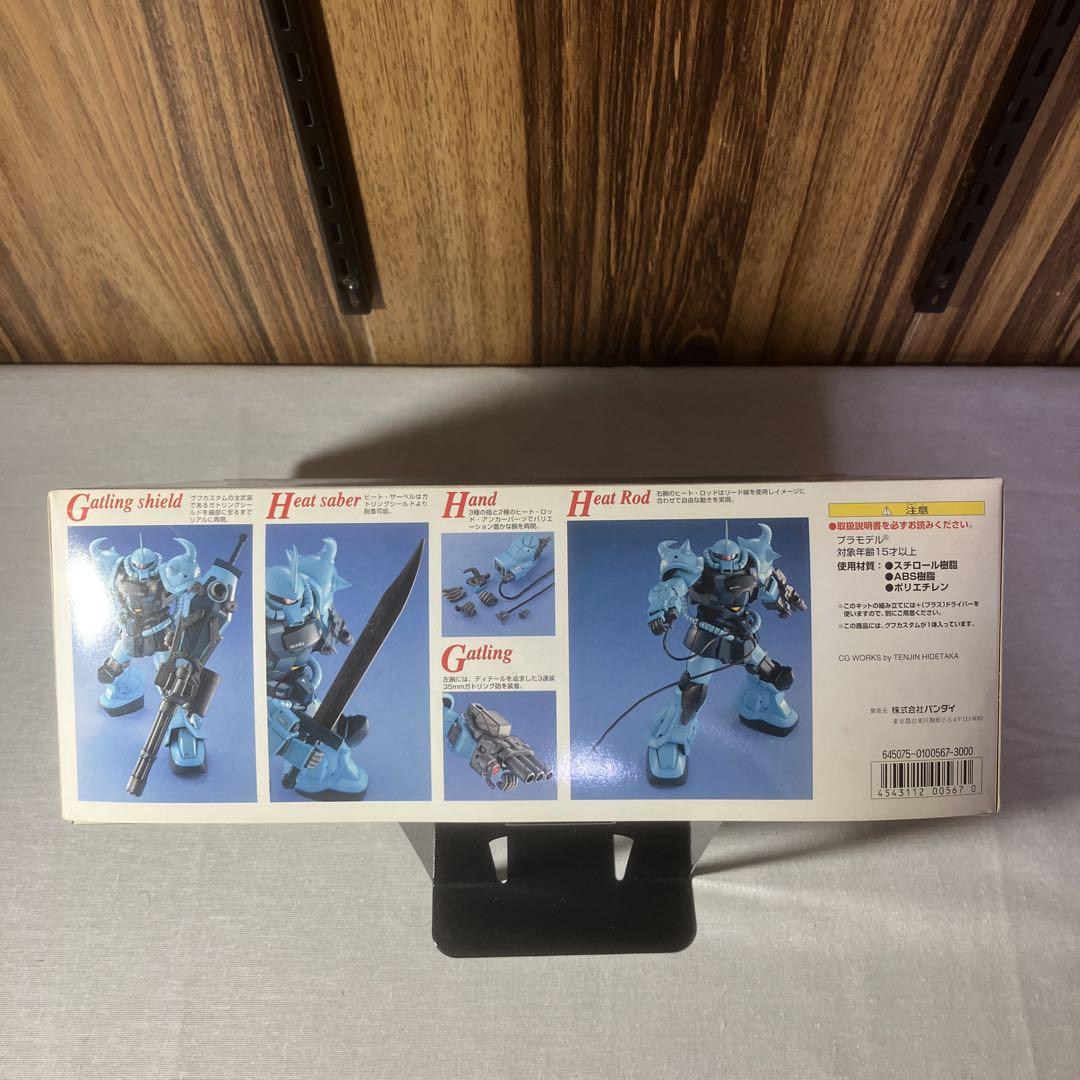 Gatling shield
グフカスタムの主武装
であるガトリングシー
ルドを細部に至るまで
リアルに再現。
Heat saber
ヒート・サーベルはガ
トリングシールドより
脱着可能。
Hand
3種の指と2種のヒート・ロッ
ド・アンカーパーツでバリエ
ーション豊かな腕を再現。
Gatling
左腕には、ディテールを追求した3連装
35mmガトリング砲を装着。
Heat Rod
右腕のヒート・ロッドはリード線を使用しイメージに
合わせて自由な動きを実現。
注意
●取扱説明書を必ずお読みください。
プラモデル®
対象年齢15才以上
使用材質:●スチロール樹脂
●ABS樹脂
●ポリエチレン
※このキットの組み立てには+(プラス)ドライバーを
使いますので、別にご用意ください。
※この商品には、グフカスタムが1体入っています。
CG WORKS by TENJIN HIDETAKA
発売元 株式会社バンダイ
東京都台東区駒形2-5-4〒111-8081
645075-0100567-3000
4543112 00567 0